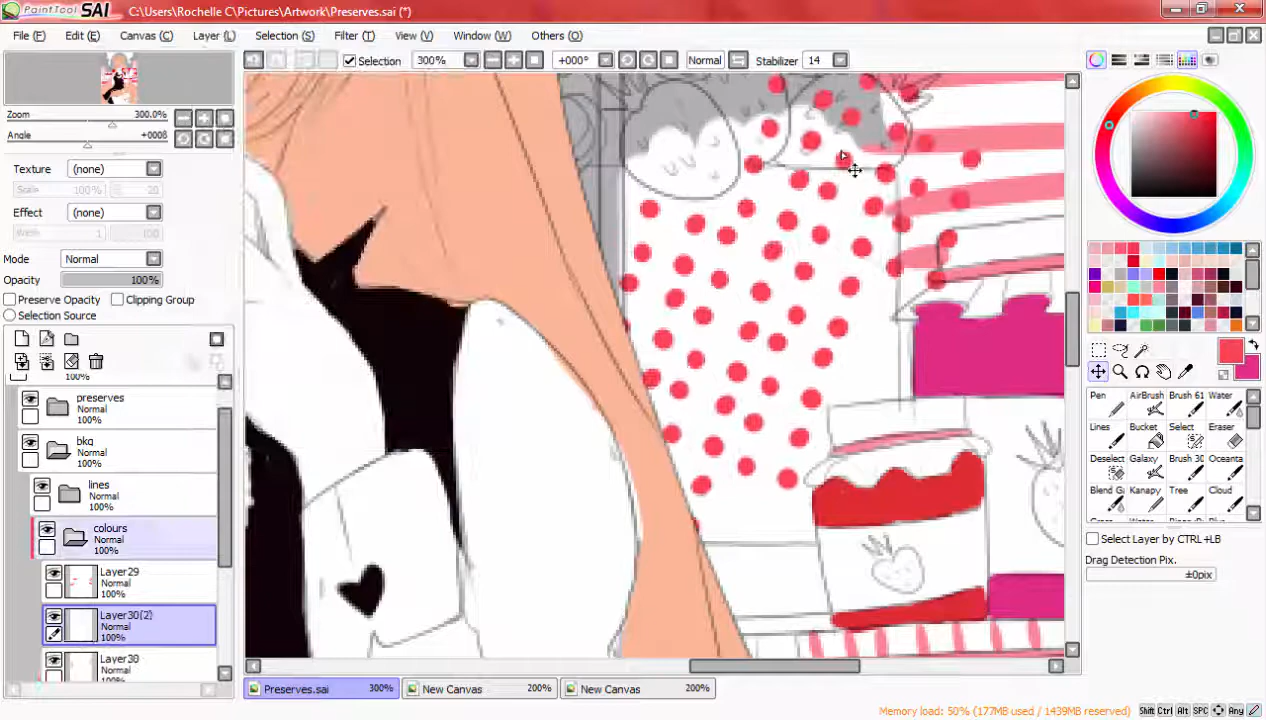 PaintTool SAI C:\Users\Rochelle C\Pictures\Artwork\Preserves.sai (*)
File (F) Edit (E) Canvas (C) Layer (L) Selection (S) Filter (T) View (V) Window (W) Others (O)
Selection 300% +000° Normal Stabilizer 14
Zoom 300.0%
Angle +0008
Texture (none)
Scale 100% 20
Effect (none)
Width 1 100
Mode Normal
Opacity 100%
Preserve Opacity Clipping Group
Selection Source
100%
preserves
Normal
100%
bkg
Normal
100%
lines
Normal
100%
colours
Normal
100%
Layer29
Normal
100%
Layer30(2)
Normal
100%
Layer30
Normal
100%
Pen AirBrush Brush 61 Water
Lines Bucket Select Eraser
Deselect Galaxy Brush 30 Oceanta
Blend Ga Kanapy Tree Cloud
Select Layer by CTRL +LB
Drag Detection Pix.
±0pix
Preserves.sai 300% New Canvas 200% New Canvas 200%
Memory load: 50% (177MB used / 1439MB reserved)
Shift Ctrl Alt SPC Any